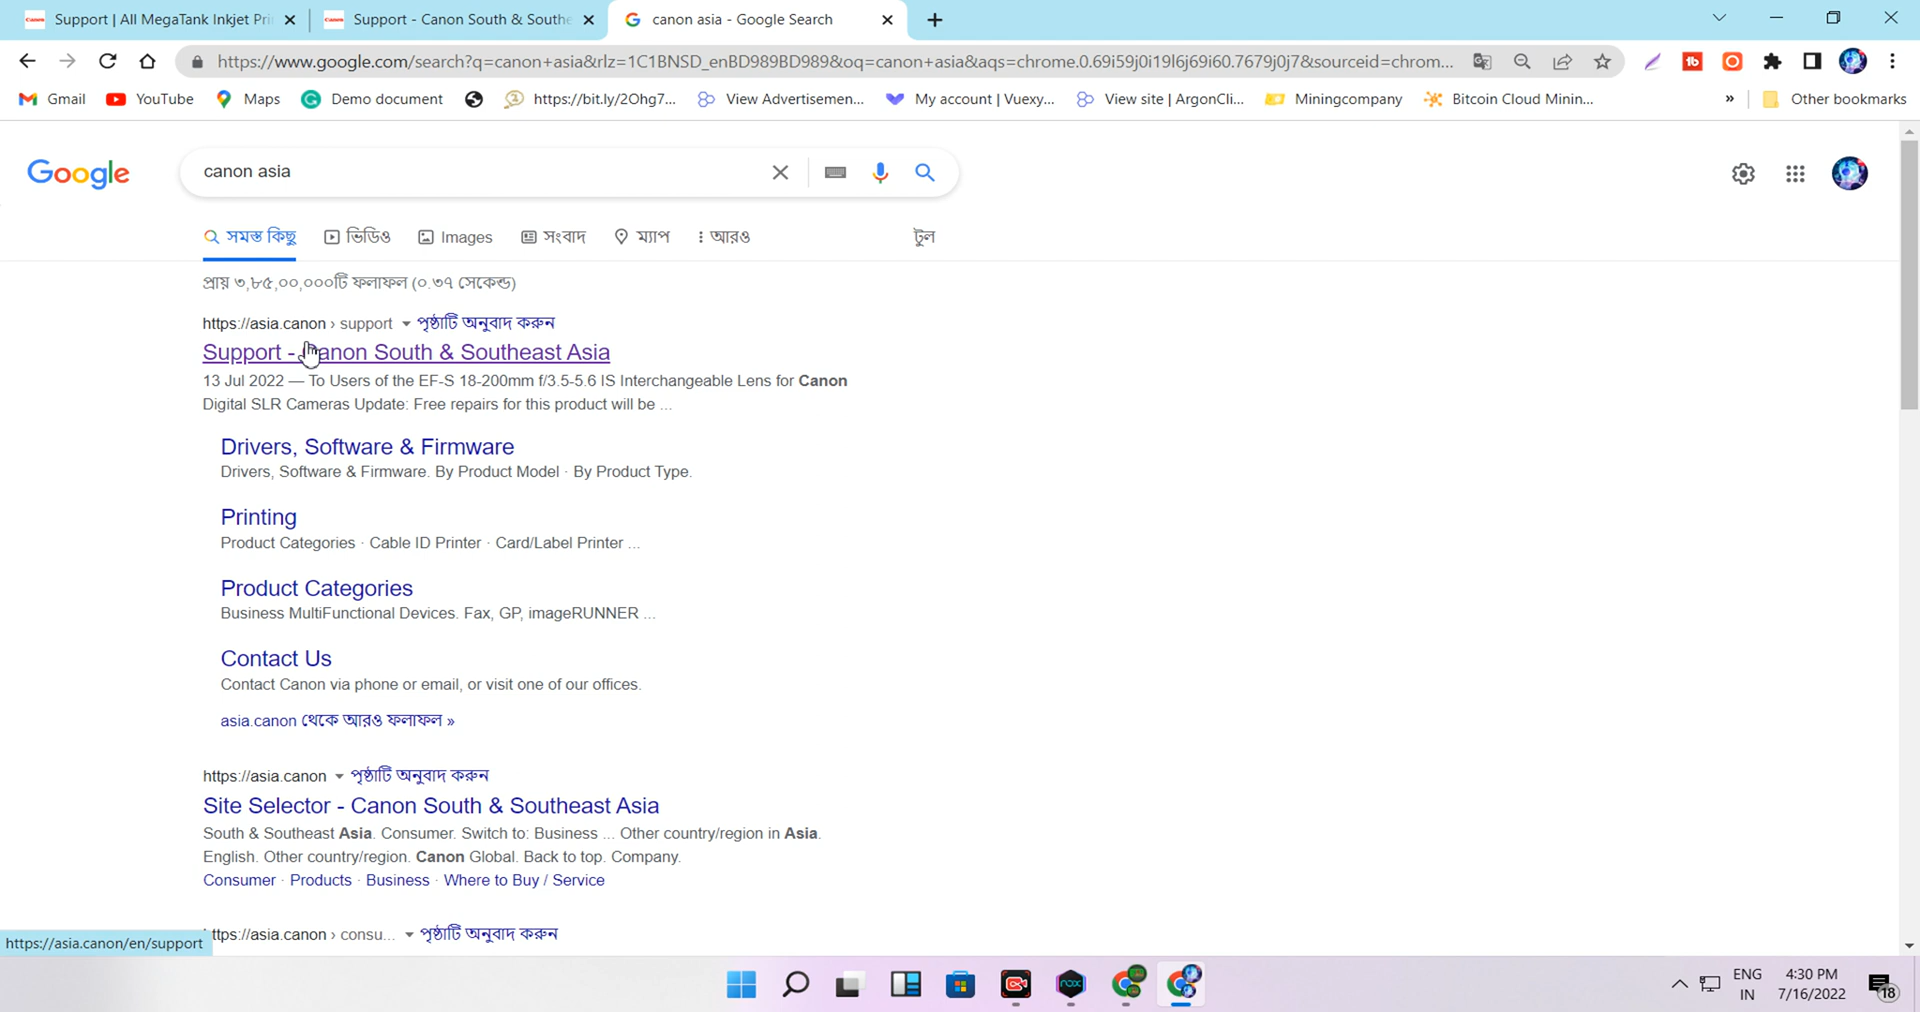 Support | All MegaTank Inkjet Pri
Support - Canon South & Southe
canon asia - Google Search
https://www.google.com/search?q=canon+asia&rlz=1C1BNSD_enBD989BD989&oq=canon+asia&aqs=chrome.0.69i59j0i19l6j69i60.7679j0j7&sourceid=chrom...
Gmail YouTube Maps Demo document https://bit.ly/2Ohg7... View Advertisemen... My account | Vuexy... View site | ArgonCli... Miningcompany Bitcoin Cloud Minin... » Other bookmarks
Google
canon asia
সমস্ত কিছু ভিডিও Images সংবাদ ম্যাপ আরও টুল
প্রায় ৩,৮৫,০০,০০০টি ফলাফল (০.৩৭ সেকেন্ড)
https://asia.canon › support পৃষ্ঠাটি অনুবাদ করুন
Support - Canon South & Southeast Asia
13 Jul 2022 — To Users of the EF-S 18-200mm f/3.5-5.6 IS Interchangeable Lens for Canon
Digital SLR Cameras Update: Free repairs for this product will be ...
Drivers, Software & Firmware
Drivers, Software & Firmware. By Product Model · By Product Type.
Printing
Product Categories · Cable ID Printer · Card/Label Printer ...
Product Categories
Business MultiFunctional Devices. Fax, GP, imageRUNNER ...
Contact Us
Contact Canon via phone or email, or visit one of our offices.
asia.canon থেকে আরও ফলাফল »
https://asia.canon পৃষ্ঠাটি অনুবাদ করুন
Site Selector - Canon South & Southeast Asia
South & Southeast Asia. Consumer. Switch to: Business ... Other country/region in Asia.
English. Other country/region. Canon Global. Back to top. Company.
Consumer · Products · Business · Where to Buy / Service
ttps://asia.canon › consu... পৃষ্ঠাটি অনুবাদ করুন
https://asia.canon/en/support
ENG
IN
4:30 PM
7/16/2022
18